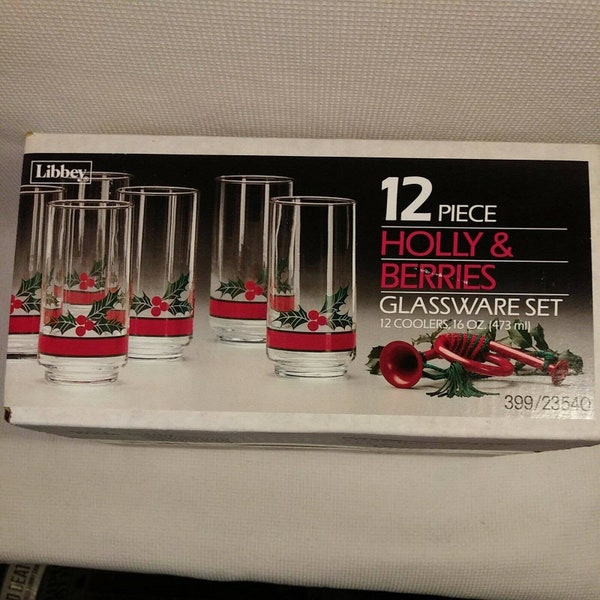 Libbey®
12 PIECE
HOLLY &
BERRIES
GLASSWARE SET
12 COOLERS, 16 OZ. (473 ml)
399/23540